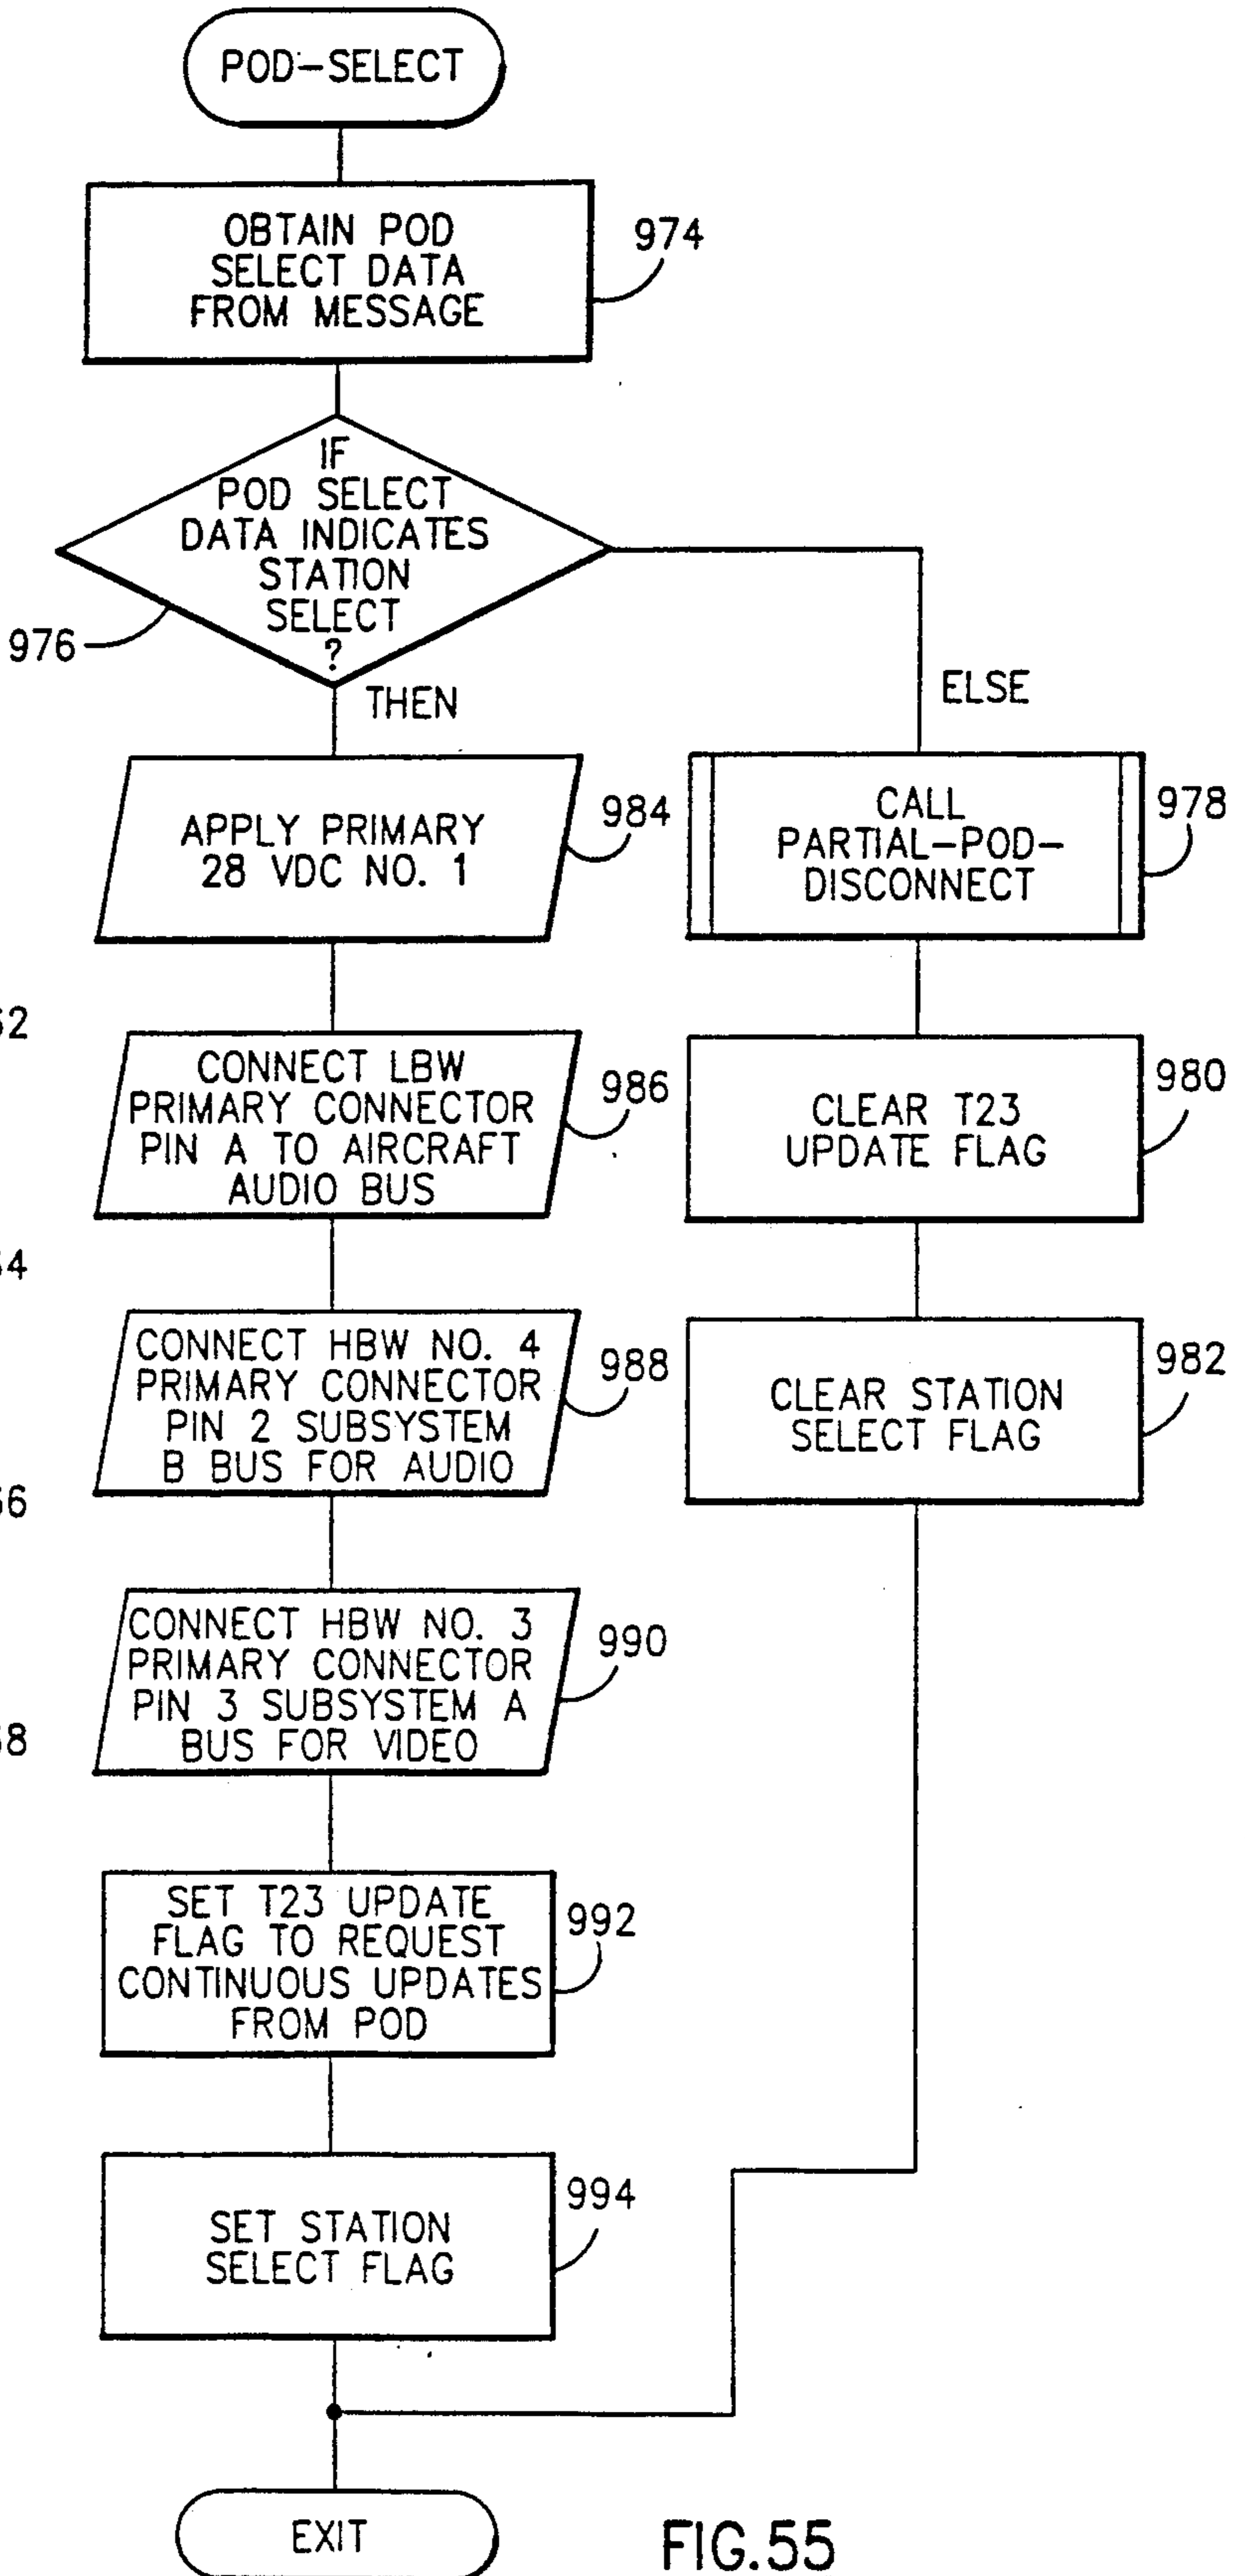 POD-SELECT
OBTAIN POD
SELECT DATA
FROM MESSAGE
974
IF
POD SELECT
DATA INDICATES
STATION
SELECT
?
976
THEN
ELSE
APPLY PRIMARY
28 VDC NO. 1
984
CALL
PARTIAL-POD-
DISCONNECT
978
CONNECT LBW
PRIMARY CONNECTOR
PIN A TO AIRCRAFT
AUDIO BUS
986
CLEAR T23
UPDATE FLAG
980
CONNECT HBW NO. 4
PRIMARY CONNECTOR
PIN 2 SUBSYSTEM
B BUS FOR AUDIO
988
CLEAR STATION
SELECT FLAG
982
CONNECT HBW NO. 3
PRIMARY CONNECTOR
PIN 3 SUBSYSTEM A
BUS FOR VIDEO
990
SET T23 UPDATE
FLAG TO REQUEST
CONTINUOUS UPDATES
FROM POD
992
SET STATION
SELECT FLAG
994
EXIT
FIG.55